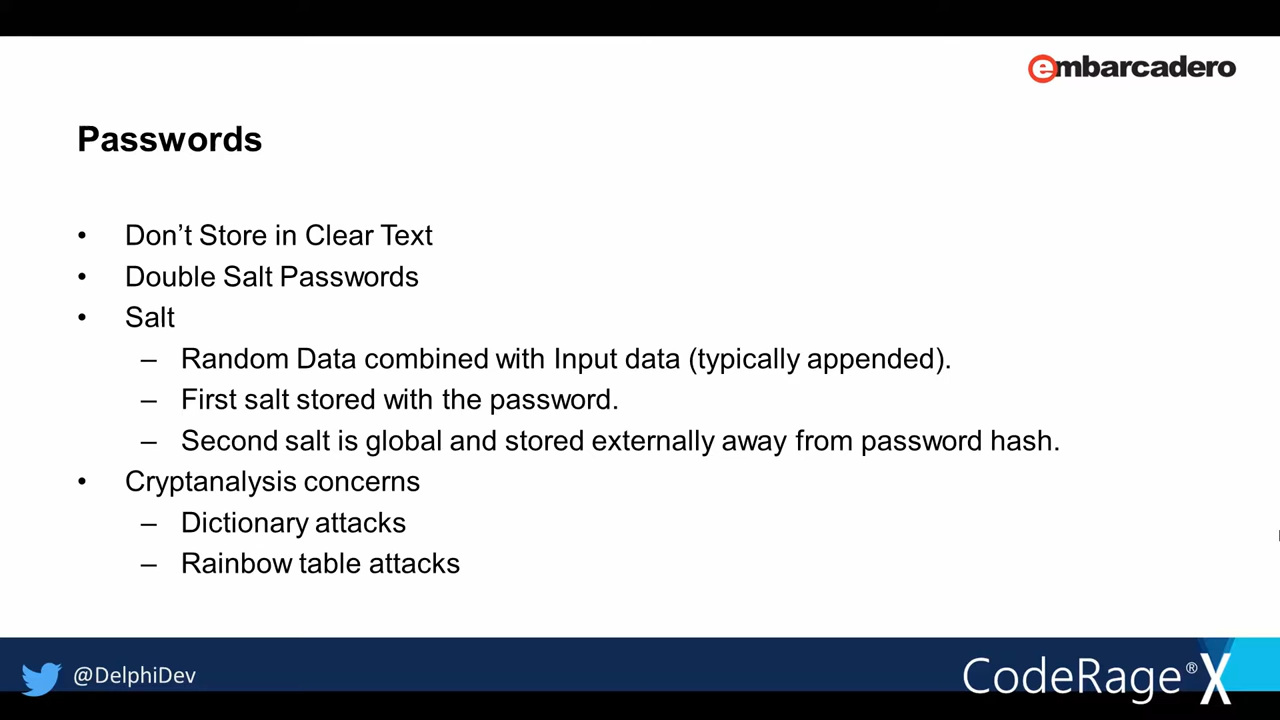 embarcadero
Passwords
• Don’t Store in Clear Text
• Double Salt Passwords
• Salt
– Random Data combined with Input data (typically appended).
– First salt stored with the password.
– Second salt is global and stored externally away from password hash.
• Cryptanalysis concerns
– Dictionary attacks
– Rainbow table attacks
@DelphiDev
CodeRage® X